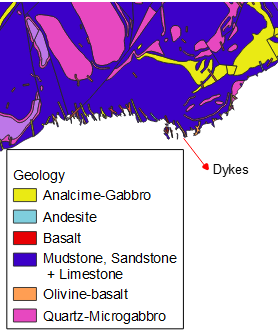 Dykes
Geology
Analcime-Gabbro
Andesite
Basalt
Mudstone, Sandstone
+ Limestone
Olivine-basalt
Quartz-Microgabbro